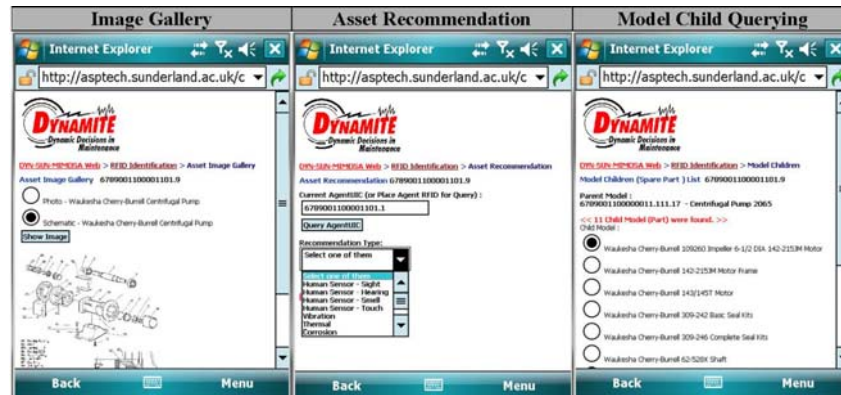 Image Gallery
Internet Explorer
http://asptech.sunderland.ac.uk/c
DYNAMITE
Dynamic Decisions in
Maintenance
DYN-SUN-MIMOSA Web > RFID Identification > Asset Image Gallery
Asset Image Gallery 6789001100001101.9
Photo - Waukesha Cherry-Burrell Centrifugal Pump
Schematic - Waukesha Cherry-Burrell Centrifugal Pump
Show Image
Back Menu
Asset Recommendation
Internet Explorer
http://asptech.sunderland.ac.uk/c
DYNAMITE
Dynamic Decisions in
Maintenance
DYN-SUN-MIMOSA Web > RFID Identification > Asset Recommendation
Asset Recommendation 6789001100001101.9
Current AgentUIC (or Place Agent RFID for Query) :
6789001100001101.1
Query AgentUIC
Recommendation Type:
Select one of them
Select one of them
Human Sensor - Sight
Human Sensor - Hearing
Human Sensor - Smell
Human Sensor - Touch
Vibration
Thermal
Corrosion
Back Menu
Model Child Querying
Internet Explorer
http://asptech.sunderland.ac.uk/c
DYNAMITE
Dynamic Decisions in
Maintenance
DYN-SUN-MIMOSA Web > RFID Identification > Model Children
Model Children (Spare Part ) List 6789001100001101.9
Parent Model :
6789001100000011.111.17 - Centrifugal Pump 2065
<< 11 Child Model (Part) were found. >>
Child Model :
Waukesha Cherry-Burrell 109260 Impeller 6-1/2 DIA 142-215JM Motor
Waukesha Cherry-Burrell 142-215JM Motor Frame
Waukesha Cherry-Burrell 143/145T Motor
Waukesha Cherry-Burrell 309-242 Basic Seal Kits
Waukesha Cherry-Burrell 309-246 Complete Seal Kits
Waukesha Cherry-Burrell 62-528X Shaft
Back Menu